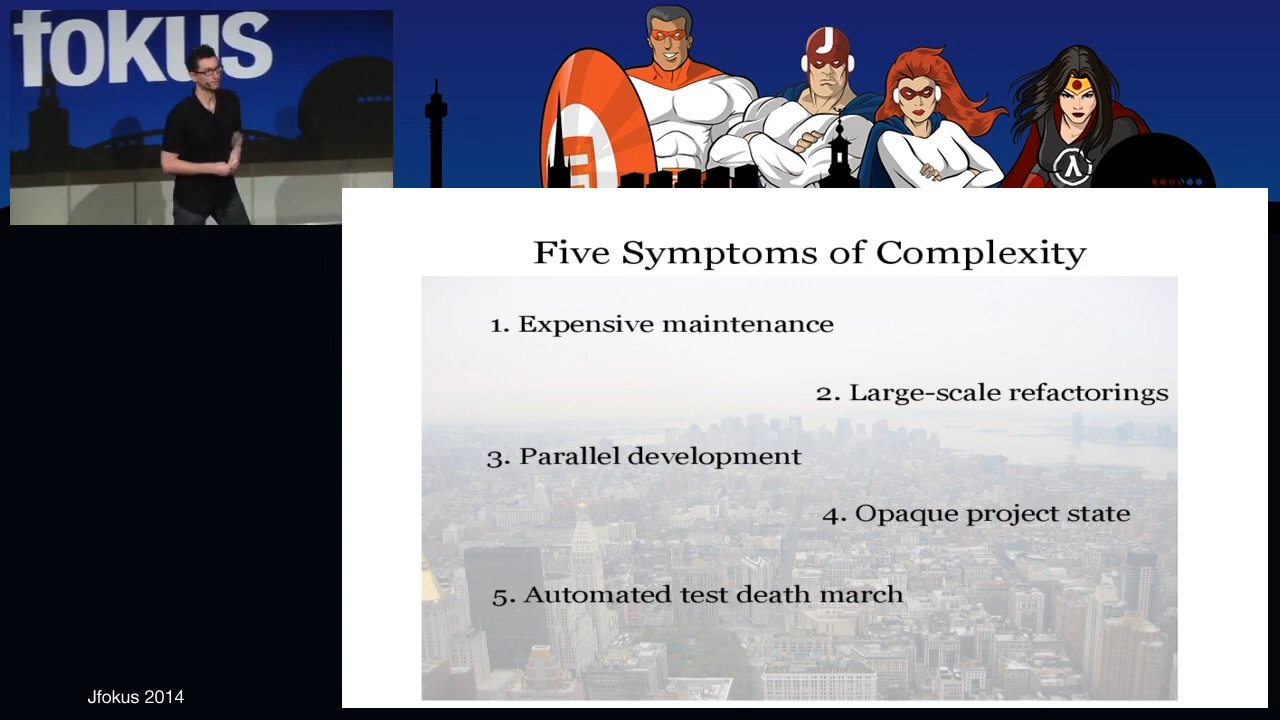 fokus
J
λ
Five Symptoms of Complexity
1. Expensive maintenance
2. Large-scale refactorings
3. Parallel development
4. Opaque project state
5. Automated test death march
Jfokus 2014